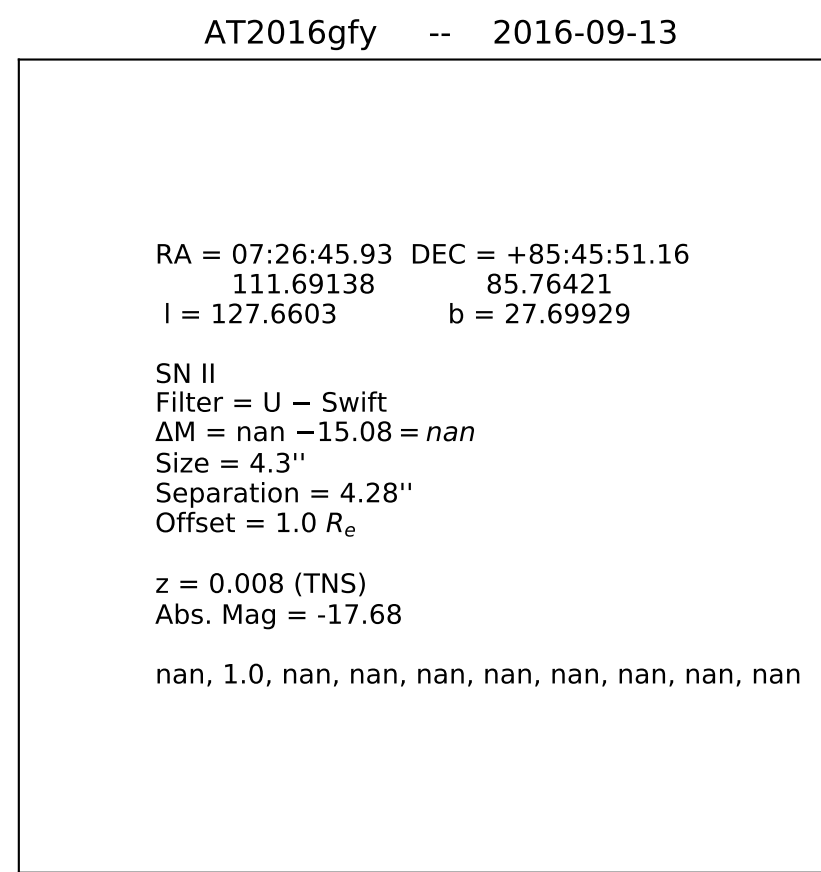 AT2016gfy -- 2016-09-13
RA = 07:26:45.93 DEC = +85:45:51.16
111.69138 85.76421
l = 127.6603 b = 27.69929
SN II
Filter = U − Swift
ΔM = nan −15.08 = nan
Size = 4.3''
Separation = 4.28''
Offset = 1.0 Rₑ
z = 0.008 (TNS)
Abs. Mag = -17.68
nan, 1.0, nan, nan, nan, nan, nan, nan, nan, nan